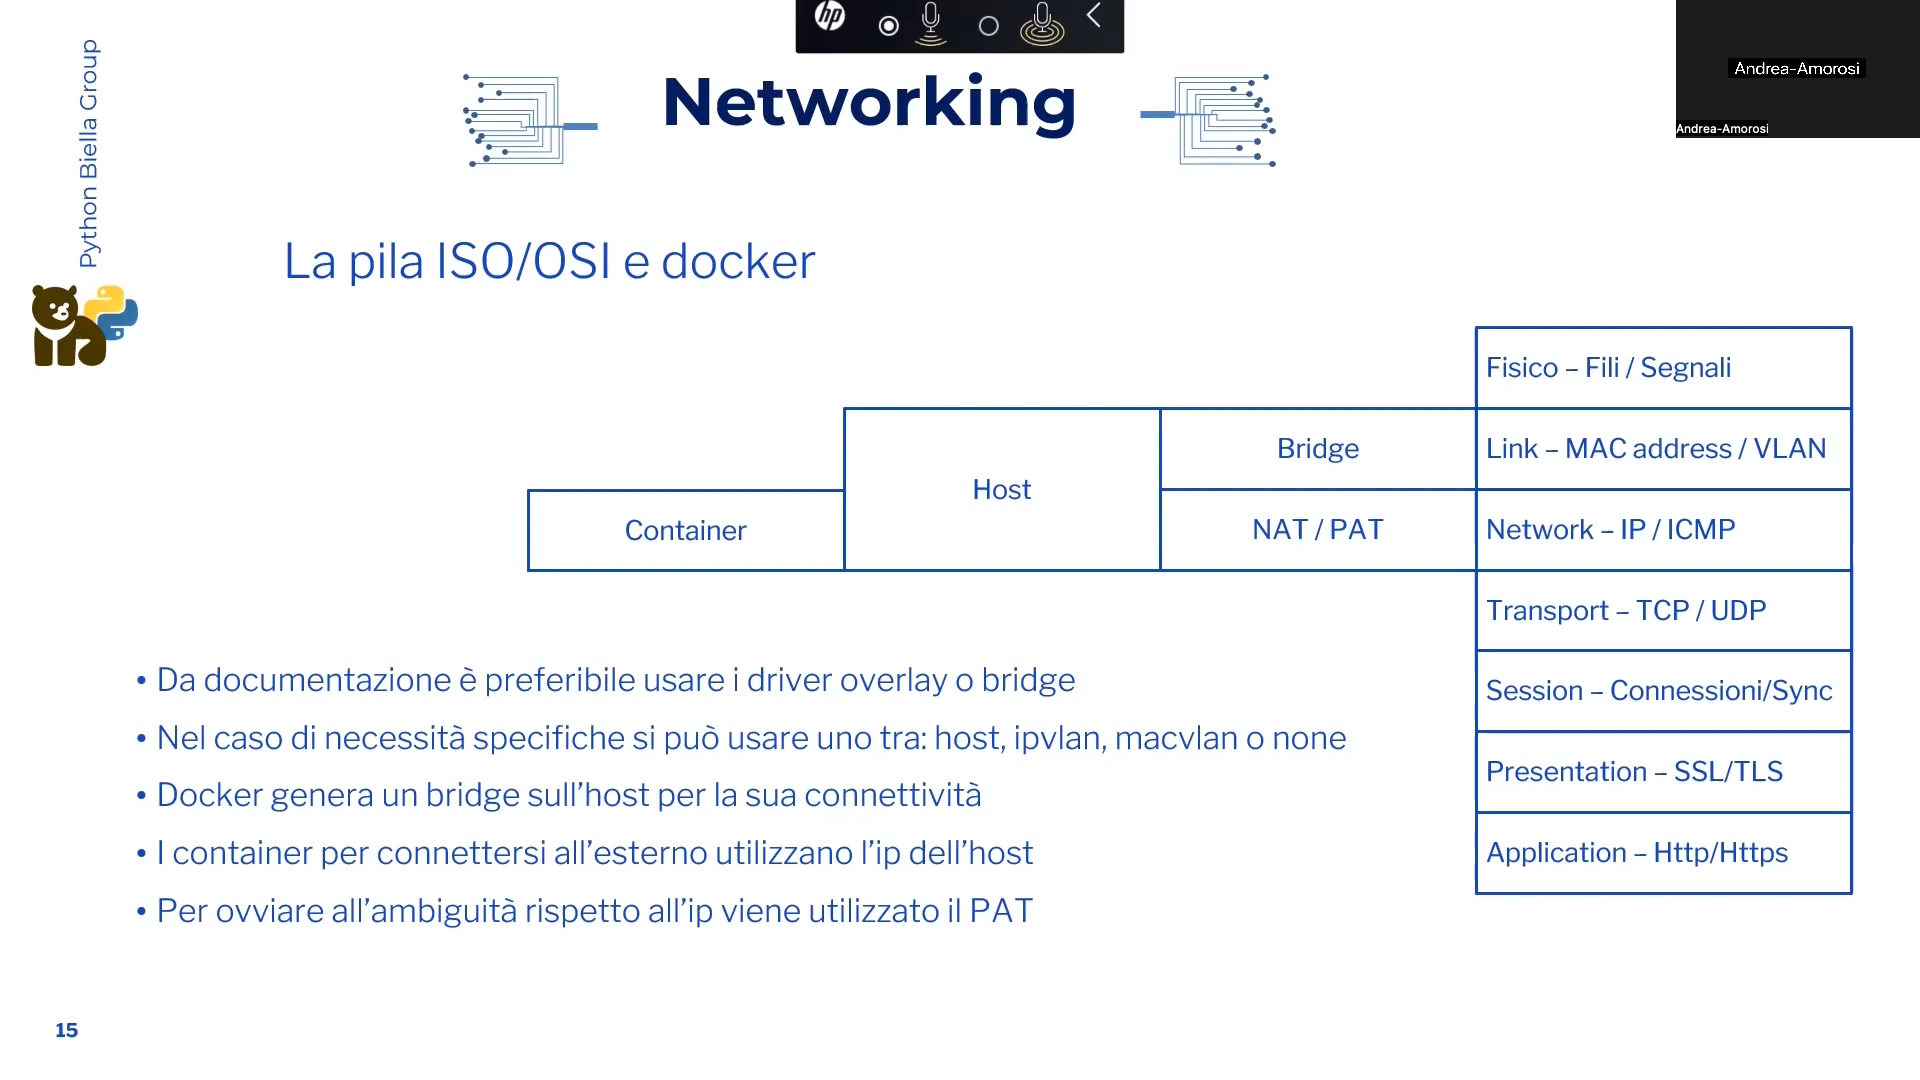 hp
Andrea-Amorosi
Andrea-Amorosi
Python Biella Group
Networking
La pila ISO/OSI e docker
Fisico – Fili / Segnali
Host
Bridge
Link – MAC address / VLAN
Container
NAT / PAT
Network – IP / ICMP
Transport – TCP / UDP
Session – Connessioni/Sync
Presentation – SSL/TLS
Application – Http/Https
• Da documentazione è preferibile usare i driver overlay o bridge
• Nel caso di necessità specifiche si può usare uno tra: host, ipvlan, macvlan o none
• Docker genera un bridge sull’host per la sua connettività
• I container per connettersi all’esterno utilizzano l’ip dell’host
• Per ovviare all’ambiguità rispetto all’ip viene utilizzato il PAT
15